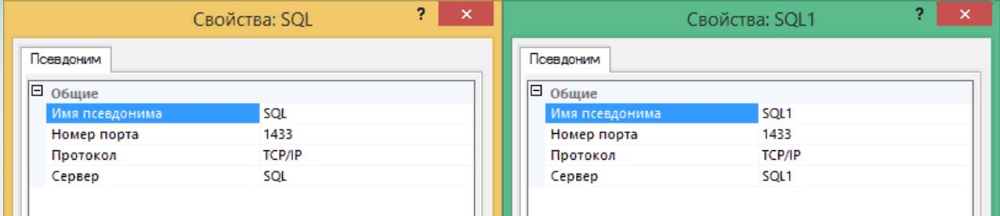 Свойства: SQL ? ×
Псевдоним
Общие
Имя псевдонима SQL
Номер порта 1433
Протокол TCP/IP
Сервер SQL
Свойства: SQL1 ? ×
Псевдоним
Общие
Имя псевдонима SQL1
Номер порта 1433
Протокол TCP/IP
Сервер SQL1